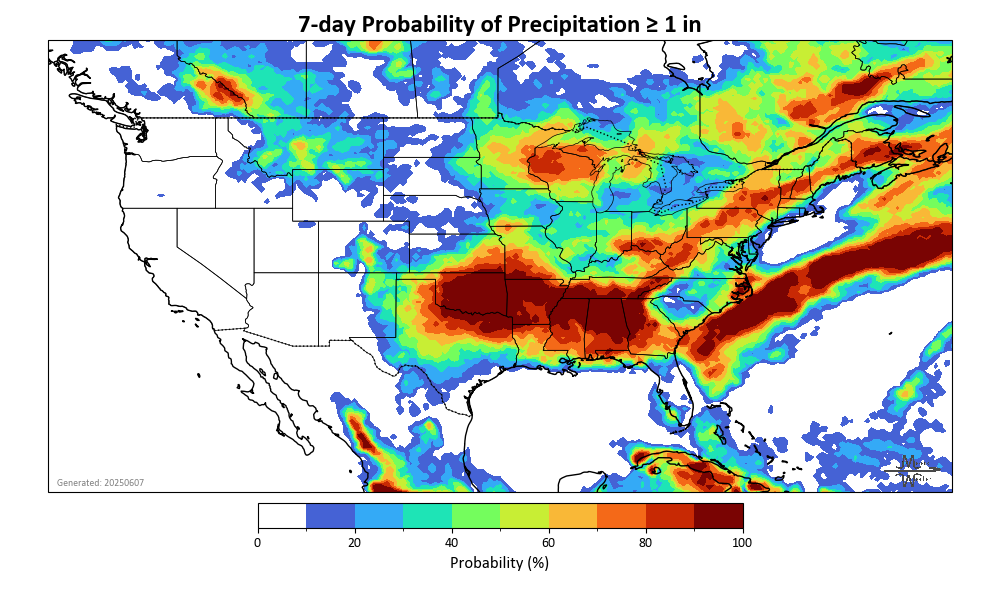 7-day Probability of Precipitation ≥ 1 in
Generated: 20250607
0 20 40 60 80 100
Probability (%)